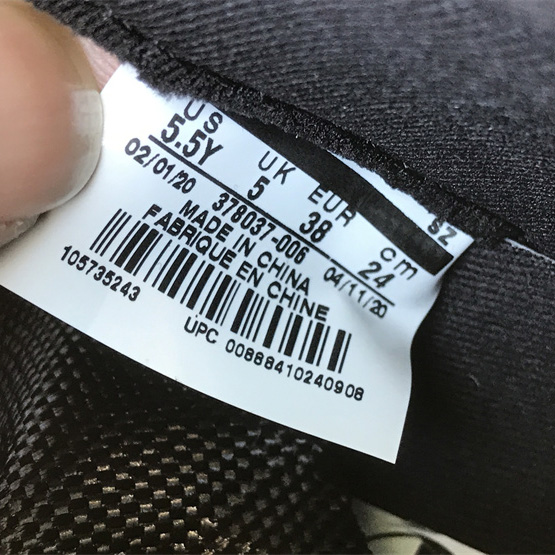 US UK EUR cm sz
5.5Y 5 38 24
02/01/20 378037-006 04/11/20
MADE IN CHINA
FABRIQUE EN CHINE
105735243
UPC 00888410240908